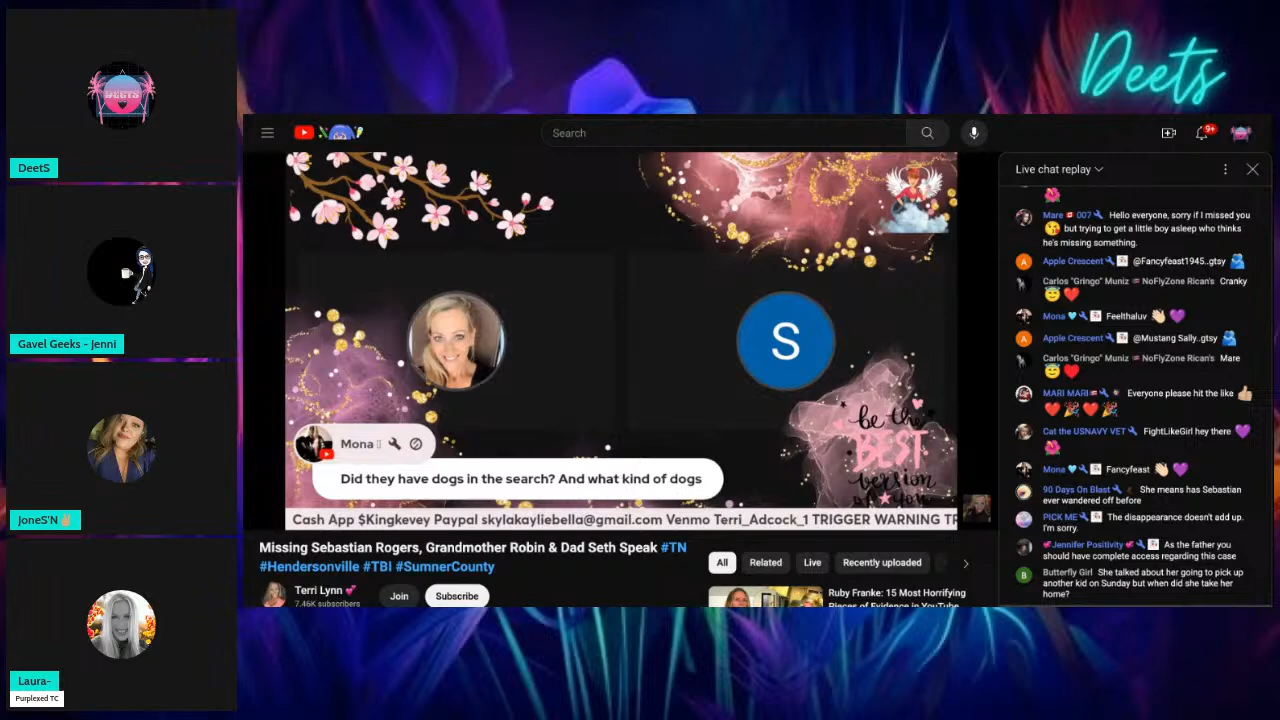 DEETS
DeetS
Gavel Geeks - Jenni
JoneS'N✌🏼
Laura-
Purplexed TC
Deets
Search
9+
S
be the
BEST
version
of you
Mona
Did they have dogs in the search? And what kind of dogs
Cash App $Kingkevey Paypal skylakayliebella@gmail.com Venmo Terri_Adcock_1 TRIGGER WARNING TR
Missing Sebastian Rogers, Grandmother Robin & Dad Seth Speak #TN
#Hendersonville #TBI #SumnerCounty
Terri Lynn 💕
7.46K subscribers
Join
Subscribe
All
Related
Live
Recently uploaded
Ruby Franke: 15 Most Horrifying
Pieces of Evidence in YouTube
Live chat replay
🌺
Mare 🇨🇦 007 Hello everyone, sorry if I missed you
😘 but trying to get a little boy asleep who thinks
he's missing something.
A
Apple Crescent @Fancyfeast1945..gtsy 🫂
Carlos "Gringo" Muniz 🇵🇷 NoFlyZone Rican's Cranky
😇❤️
Mona 🩵 Feelthaluv 👋🏻💜
A
Apple Crescent @Mustang Sally..gtsy 🫂
Carlos "Gringo" Muniz 🇵🇷 NoFlyZone Rican's Mare
😇♥️
MARI MARI🇵🇷 Everyone please hit the like 👍🏼
❤️🎉❤️🎉
Cat the USNAVY VET FightLikeGirl hey there 💜
🌺
Mona 🩵 Fancyfeast 👋🏻💜
90 Days On Blast She means has Sebastian
ever wandered off before
PICK ME The disappearance doesn't add up.
I'm sorry.
💕Jennifer Positivity 💕 As the father you
should have complete access regarding this case
B
Butterfly Girl She talked about her going to pick up
another kid on Sunday but when did she take her
home?